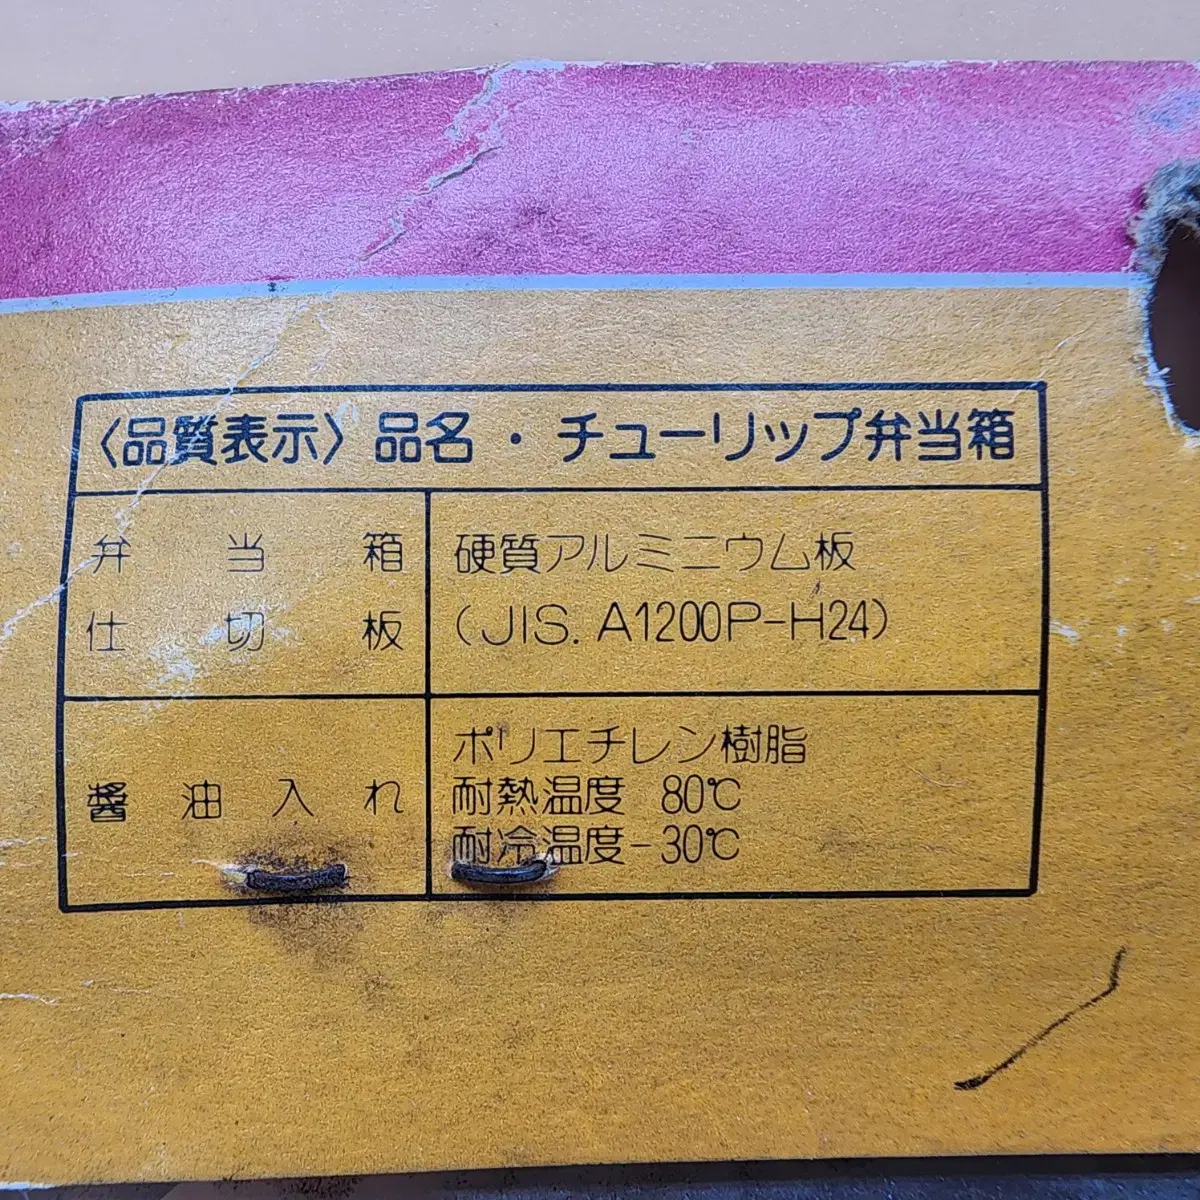 〈品質表示〉品名・チューリップ弁当箱
弁当箱
仕切板
硬質アルミニウム板
(JIS. A1200P-H24)
醬油入れ
ポリエチレン樹脂
耐熱温度 80℃
耐冷温度-30℃